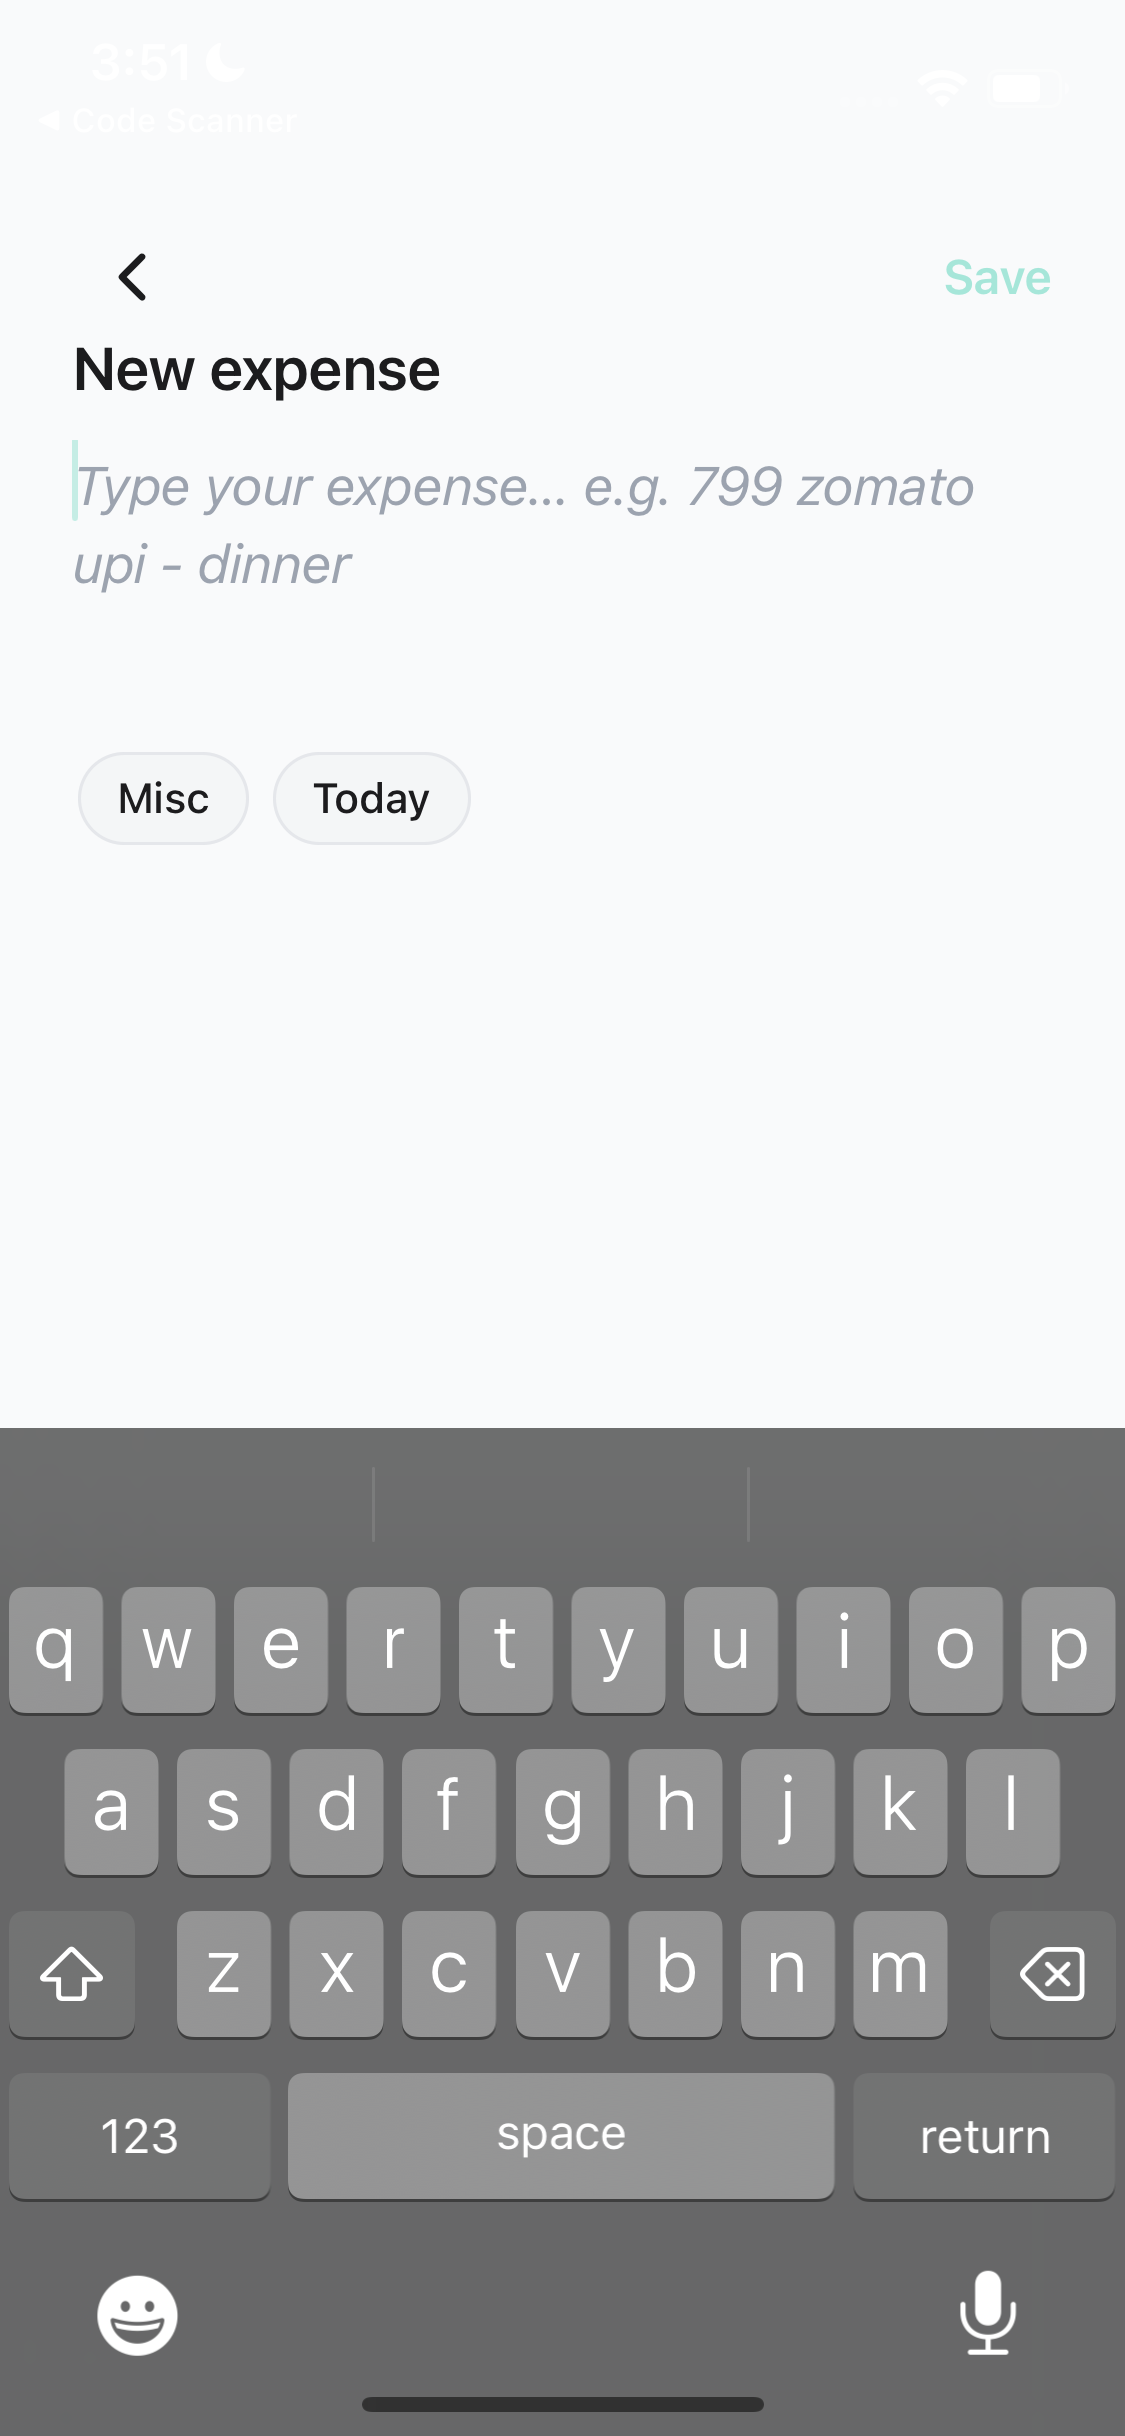 3:51
Code Scanner
Save
New expense
Type your expense... e.g. 799 zomato
upi - dinner
Misc
Today
q w e r t y u i o p
a s d f g h j k l
z x c v b n m
123 space return